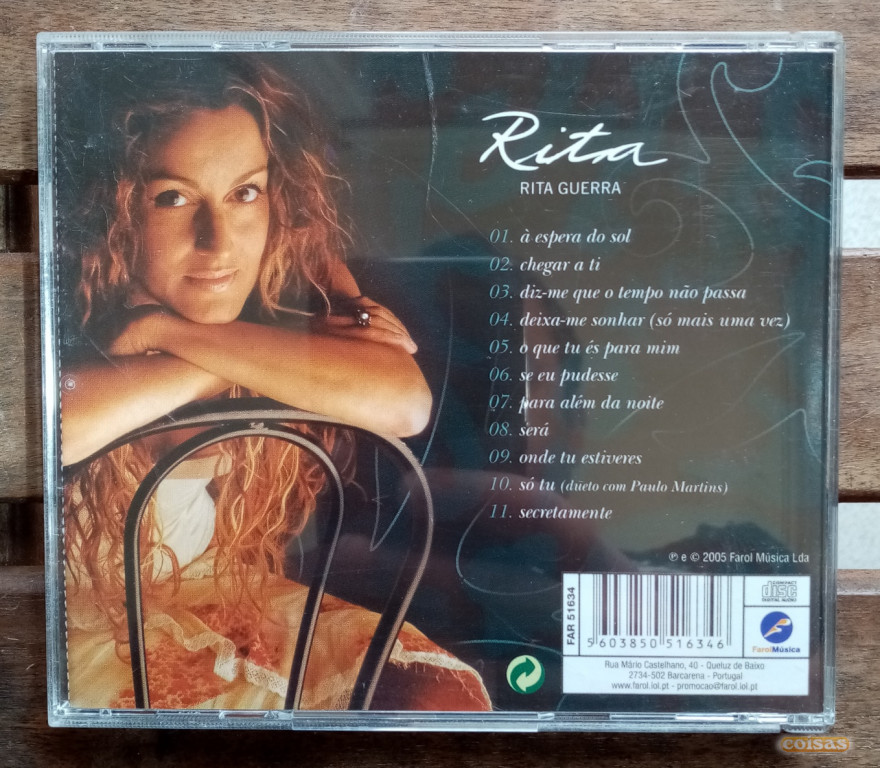 Rita
RITA GUERRA
01. à espera do sol
02. chegar a ti
03. diz-me que o tempo não passa
04. deixa-me sonhar (só mais uma vez)
05. o que tu és para mim
06. se eu pudesse
07. para além da noite
08. será
09. onde tu estiveres
10. só tu (dueto com Paulo Martins)
11. secretamente
℗ e © 2005 Farol Música Lda
FAR 51634
5 603850 516346
COMPACT
disc
DIGITAL AUDIO
FarolMúsica
Rua Mário Castelhano, 40 - Queluz de Baixo
2734-502 Barcarena - Portugal
www.farol.iol.pt - promocao@farol.iol.pt
coisas